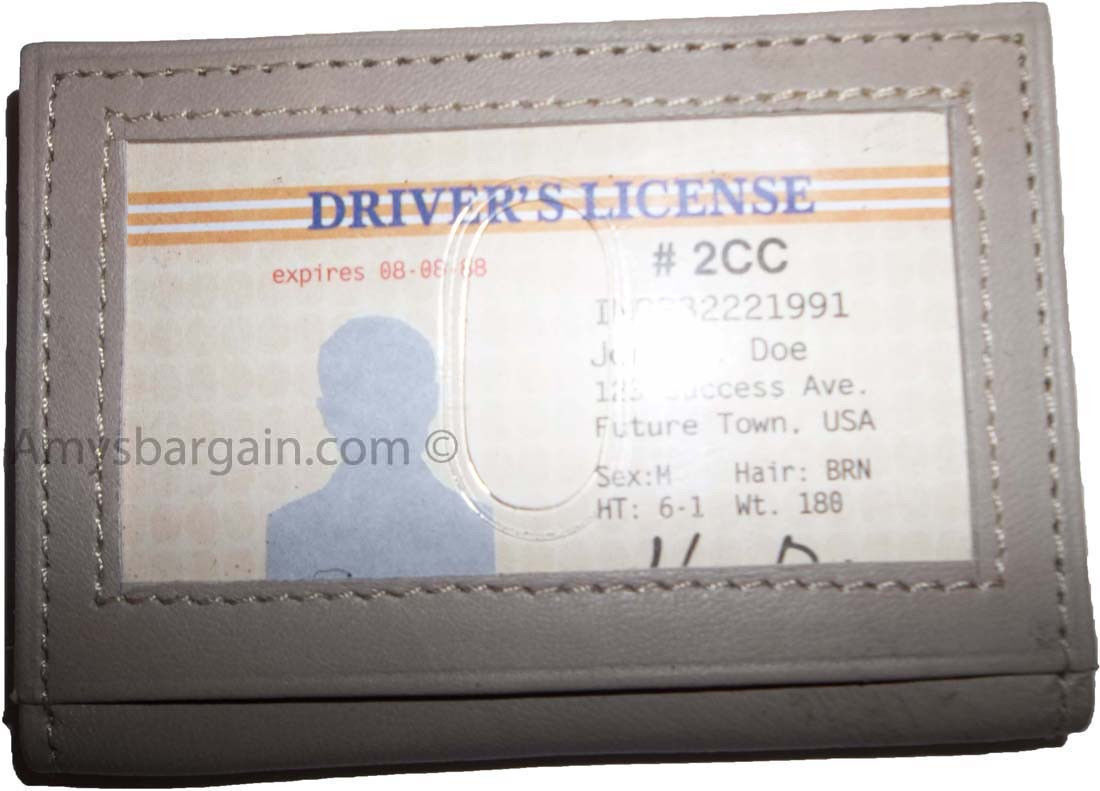 DRIVER'S LICENSE
expires 08-08-88
# 2CC
Doe
Ave.
Future Town. USA
Amysbargain.com ©
Sex:M Hair: BRN
HT: 6-1 Wt. 180